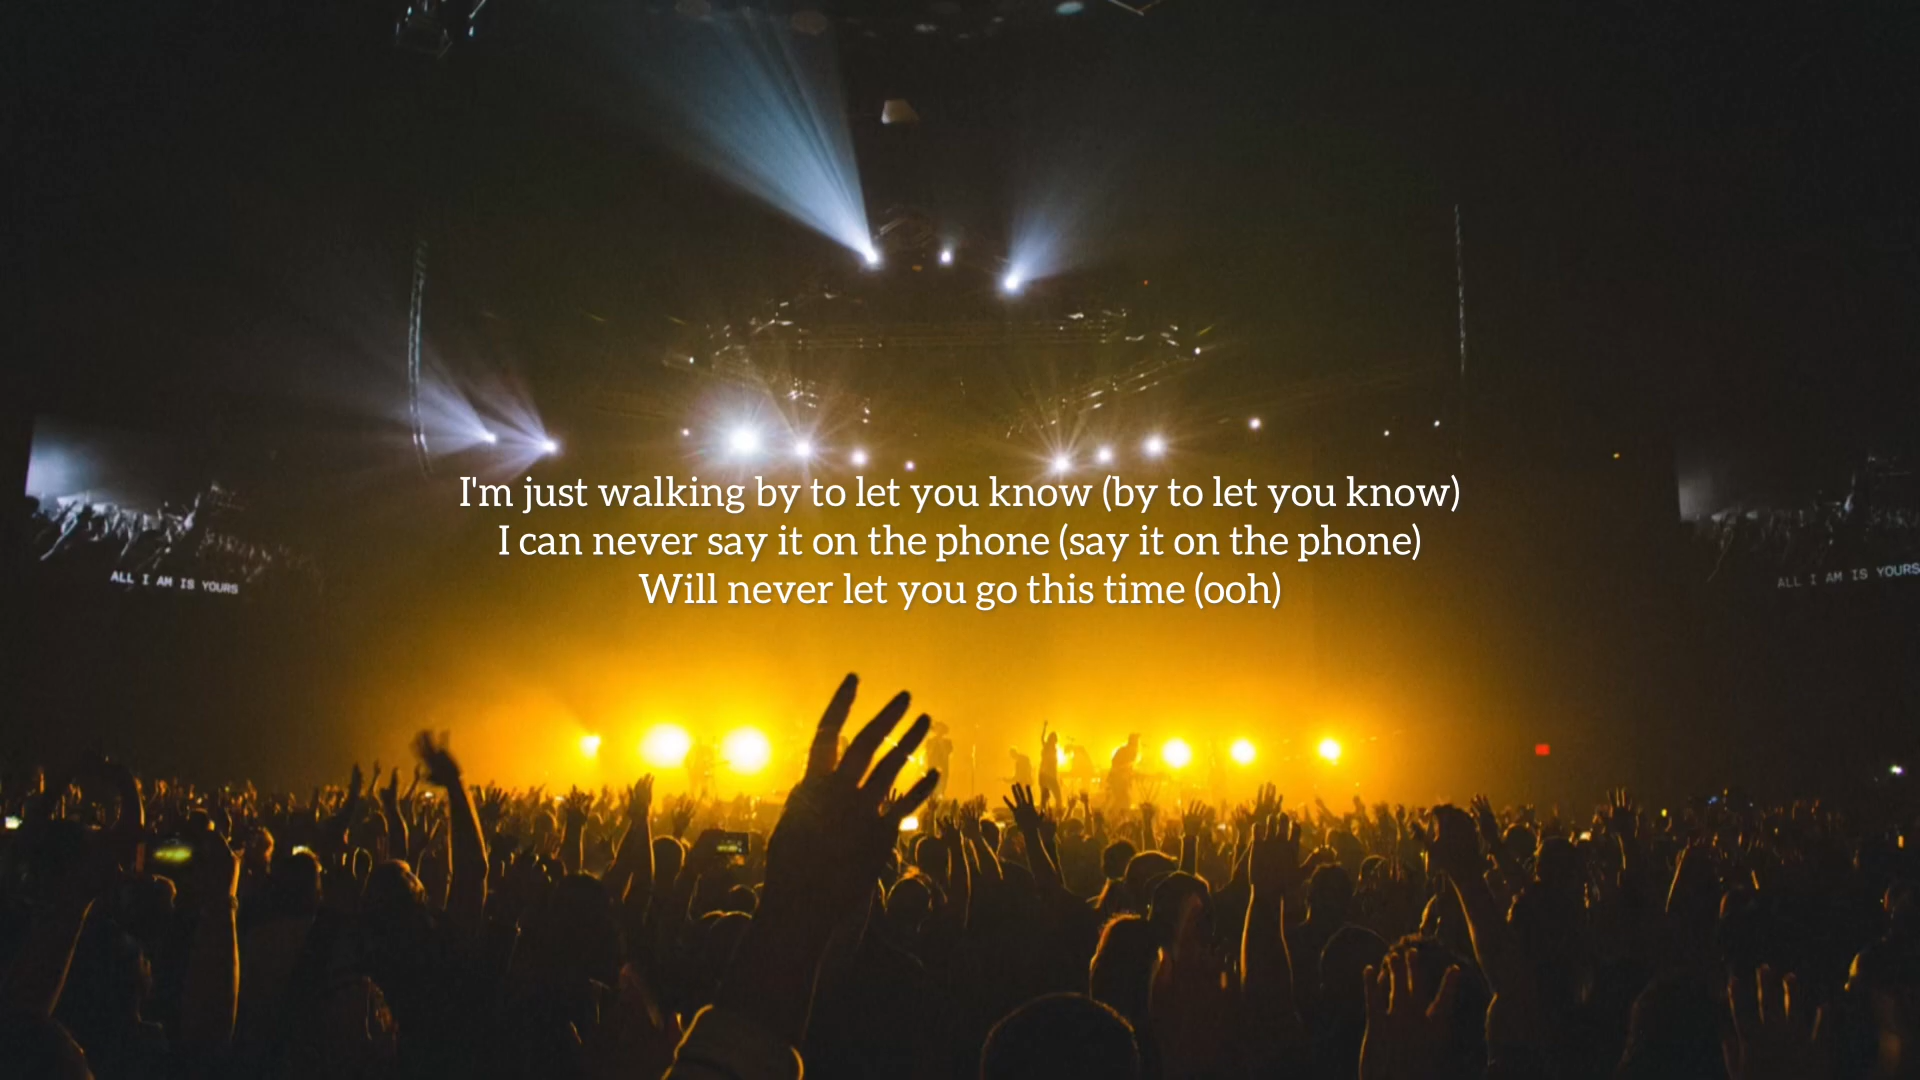 I'm just walking by to let you know (by to let you know)
I can never say it on the phone (say it on the phone)
Will never let you go this time (ooh)
ALL I AM IS YOURS
ALL I AM IS YOURS